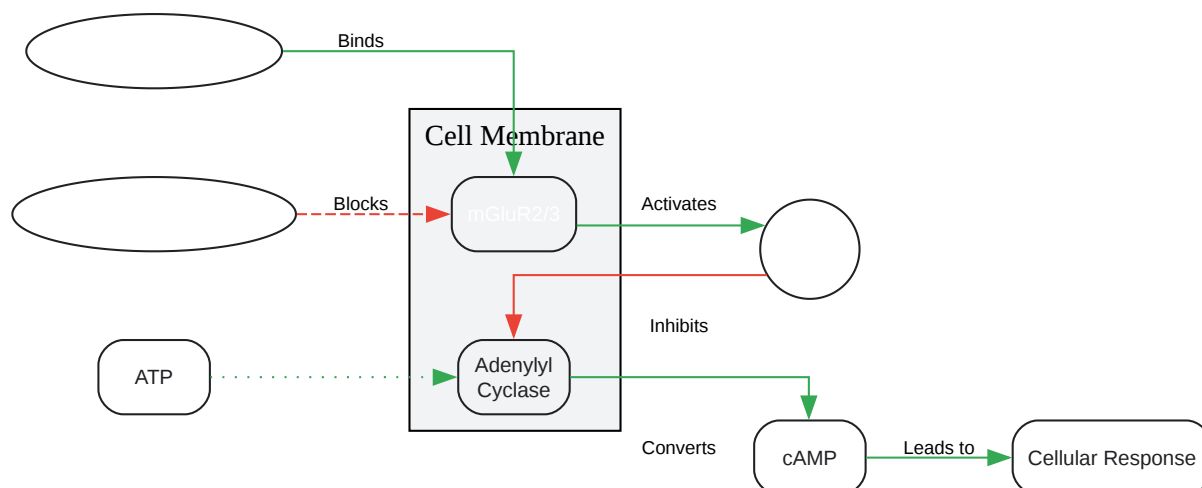 Binds
Cell Membrane
Blocks
mGluR2/3
Activates
Inhibits
ATP
Adenylyl
Cyclase
Converts
cAMP
Leads to
Cellular Response